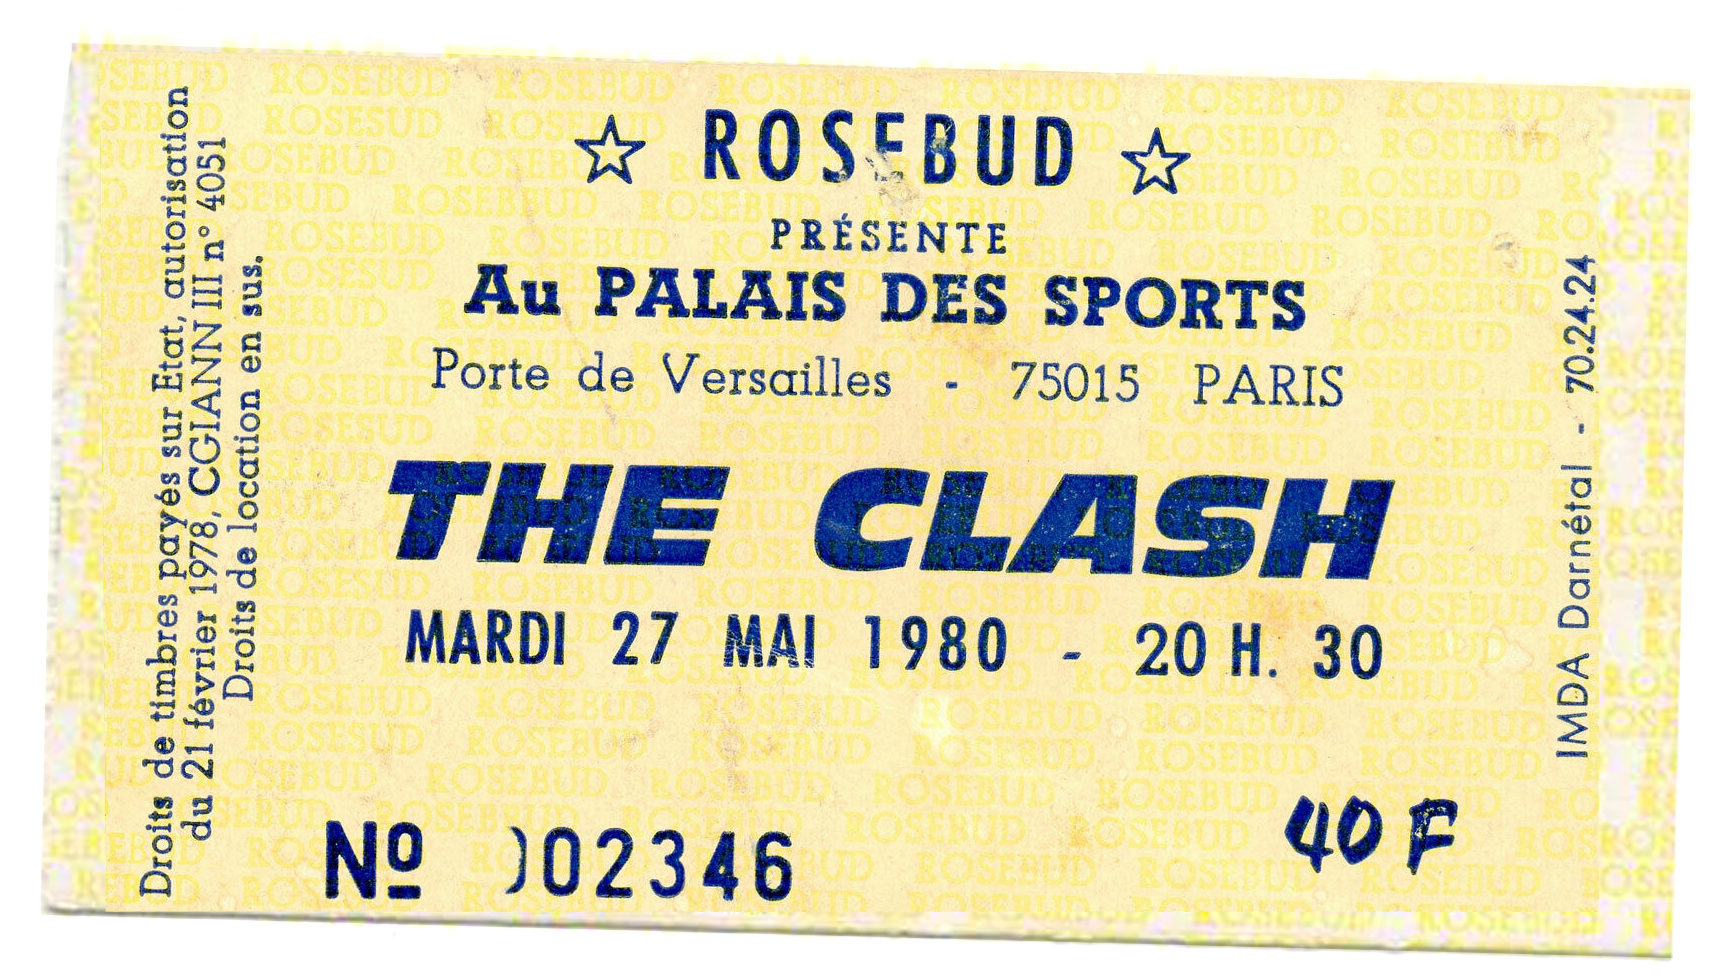 ☆ ROSEBUD ☆
PRÉSENTE
Au PALAIS DES SPORTS
Porte de Versailles - 75015 PARIS
THE CLASH
MARDI 27 MAI 1980 - 20 H. 30
Nº 002346
40 F
Droits de timbres payés sur Etat, autorisation
du 21 février 1978, CGIANN III n° 4051
Droits de location en sus.
IMDA Darnétal - 70.24.24